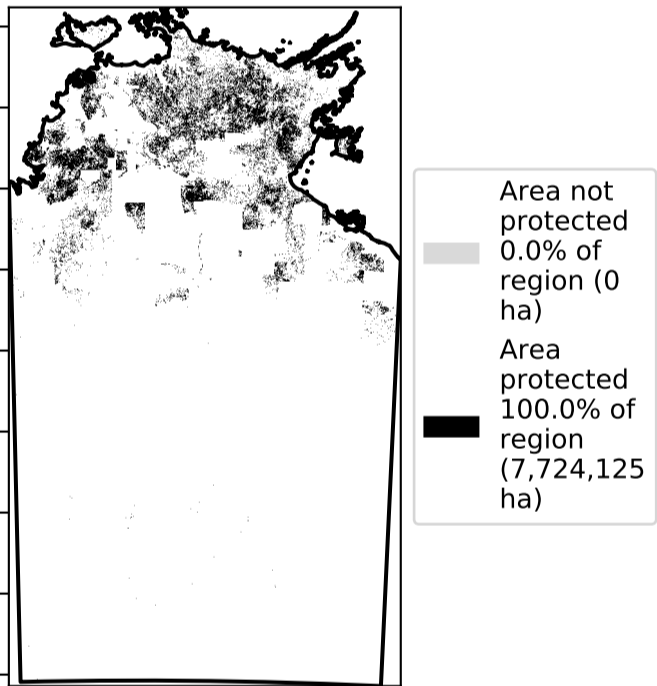 Area not
protected
0.0% of
region (0
ha)
Area
protected
100.0% of
region
(7,724,125
ha)